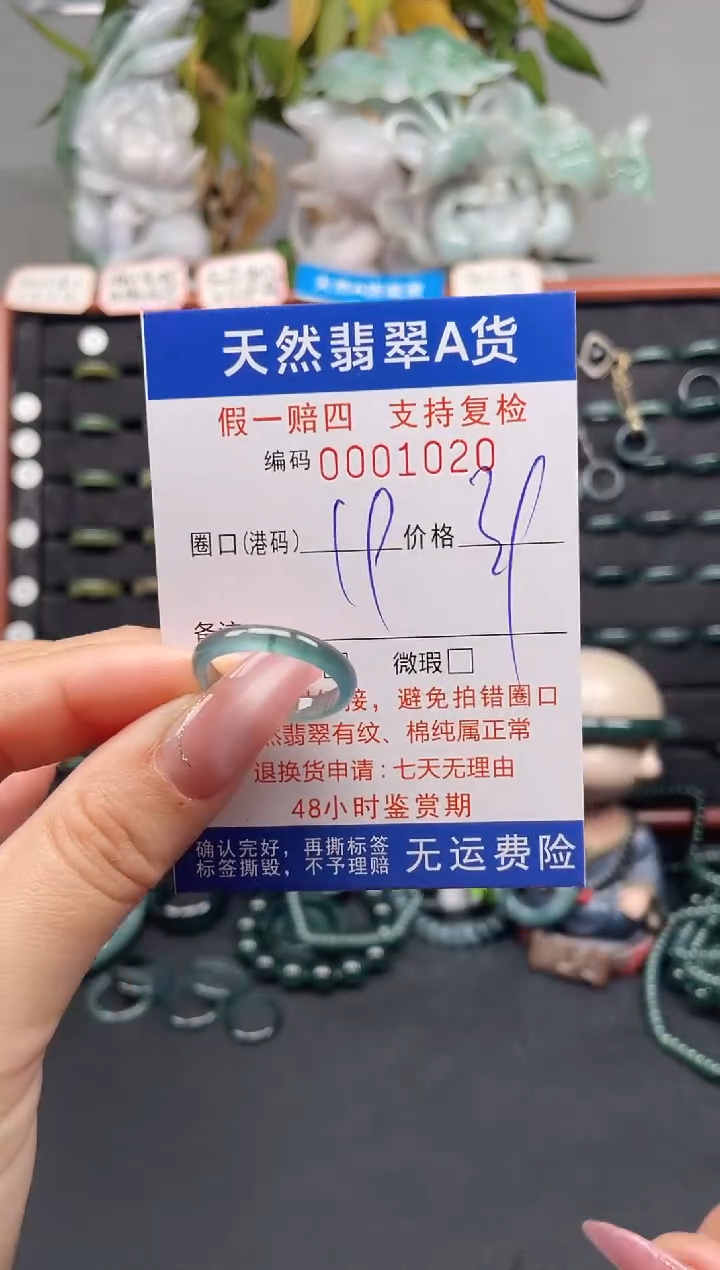 天然翡翠A货
假一赔四 支持复检
编码 0001020
圈口(港码) 价格
微瑕
接，避免拍错圈口
翡翠有纹、棉纯属正常
退换货申请:七天无理由
48小时鉴赏期
确认完好，再撕标签
标签撕毁，不予理赔
无运费险